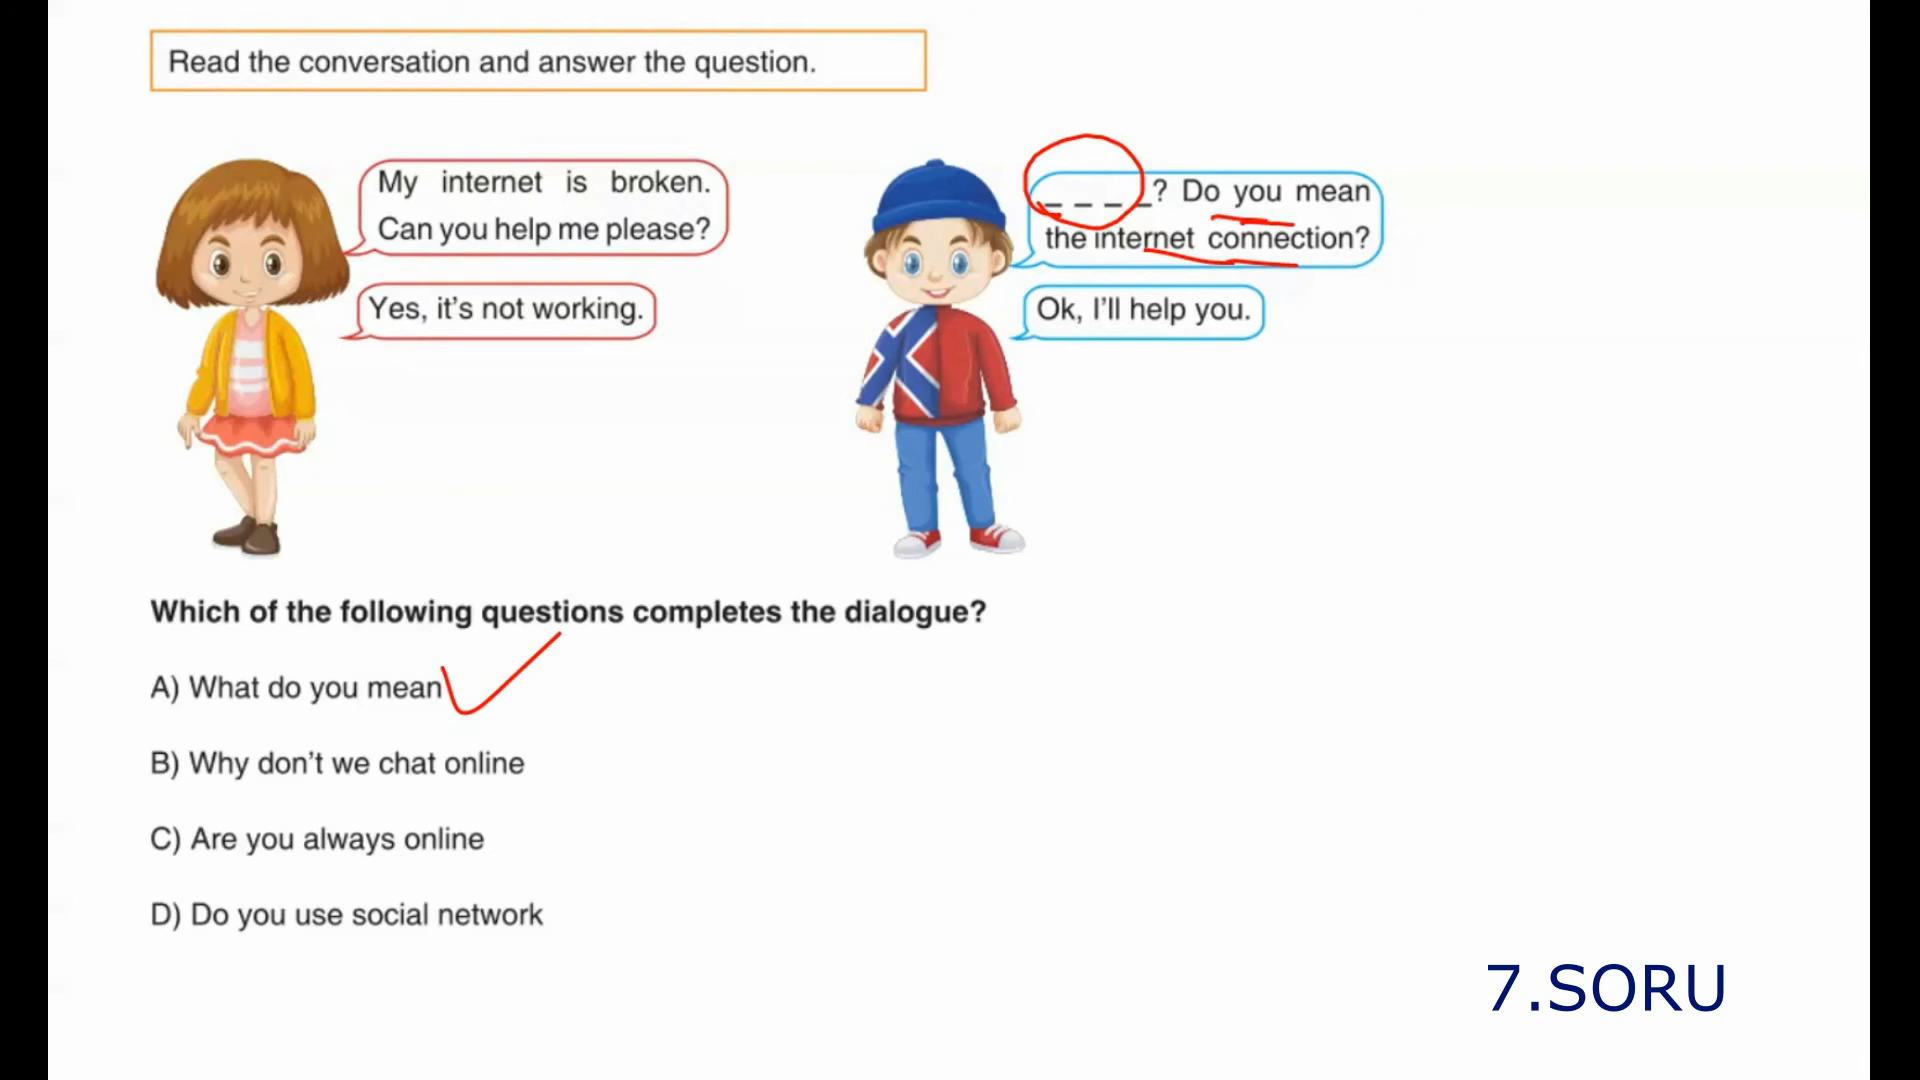 Read the conversation and answer the question.
My internet is broken.
Can you help me please?
_ _ _ _? Do you mean
the internet connection?
Yes, it's not working.
Ok, I'll help you.
Which of the following questions completes the dialogue?
A) What do you mean
B) Why don't we chat online
C) Are you always online
D) Do you use social network
7.SORU